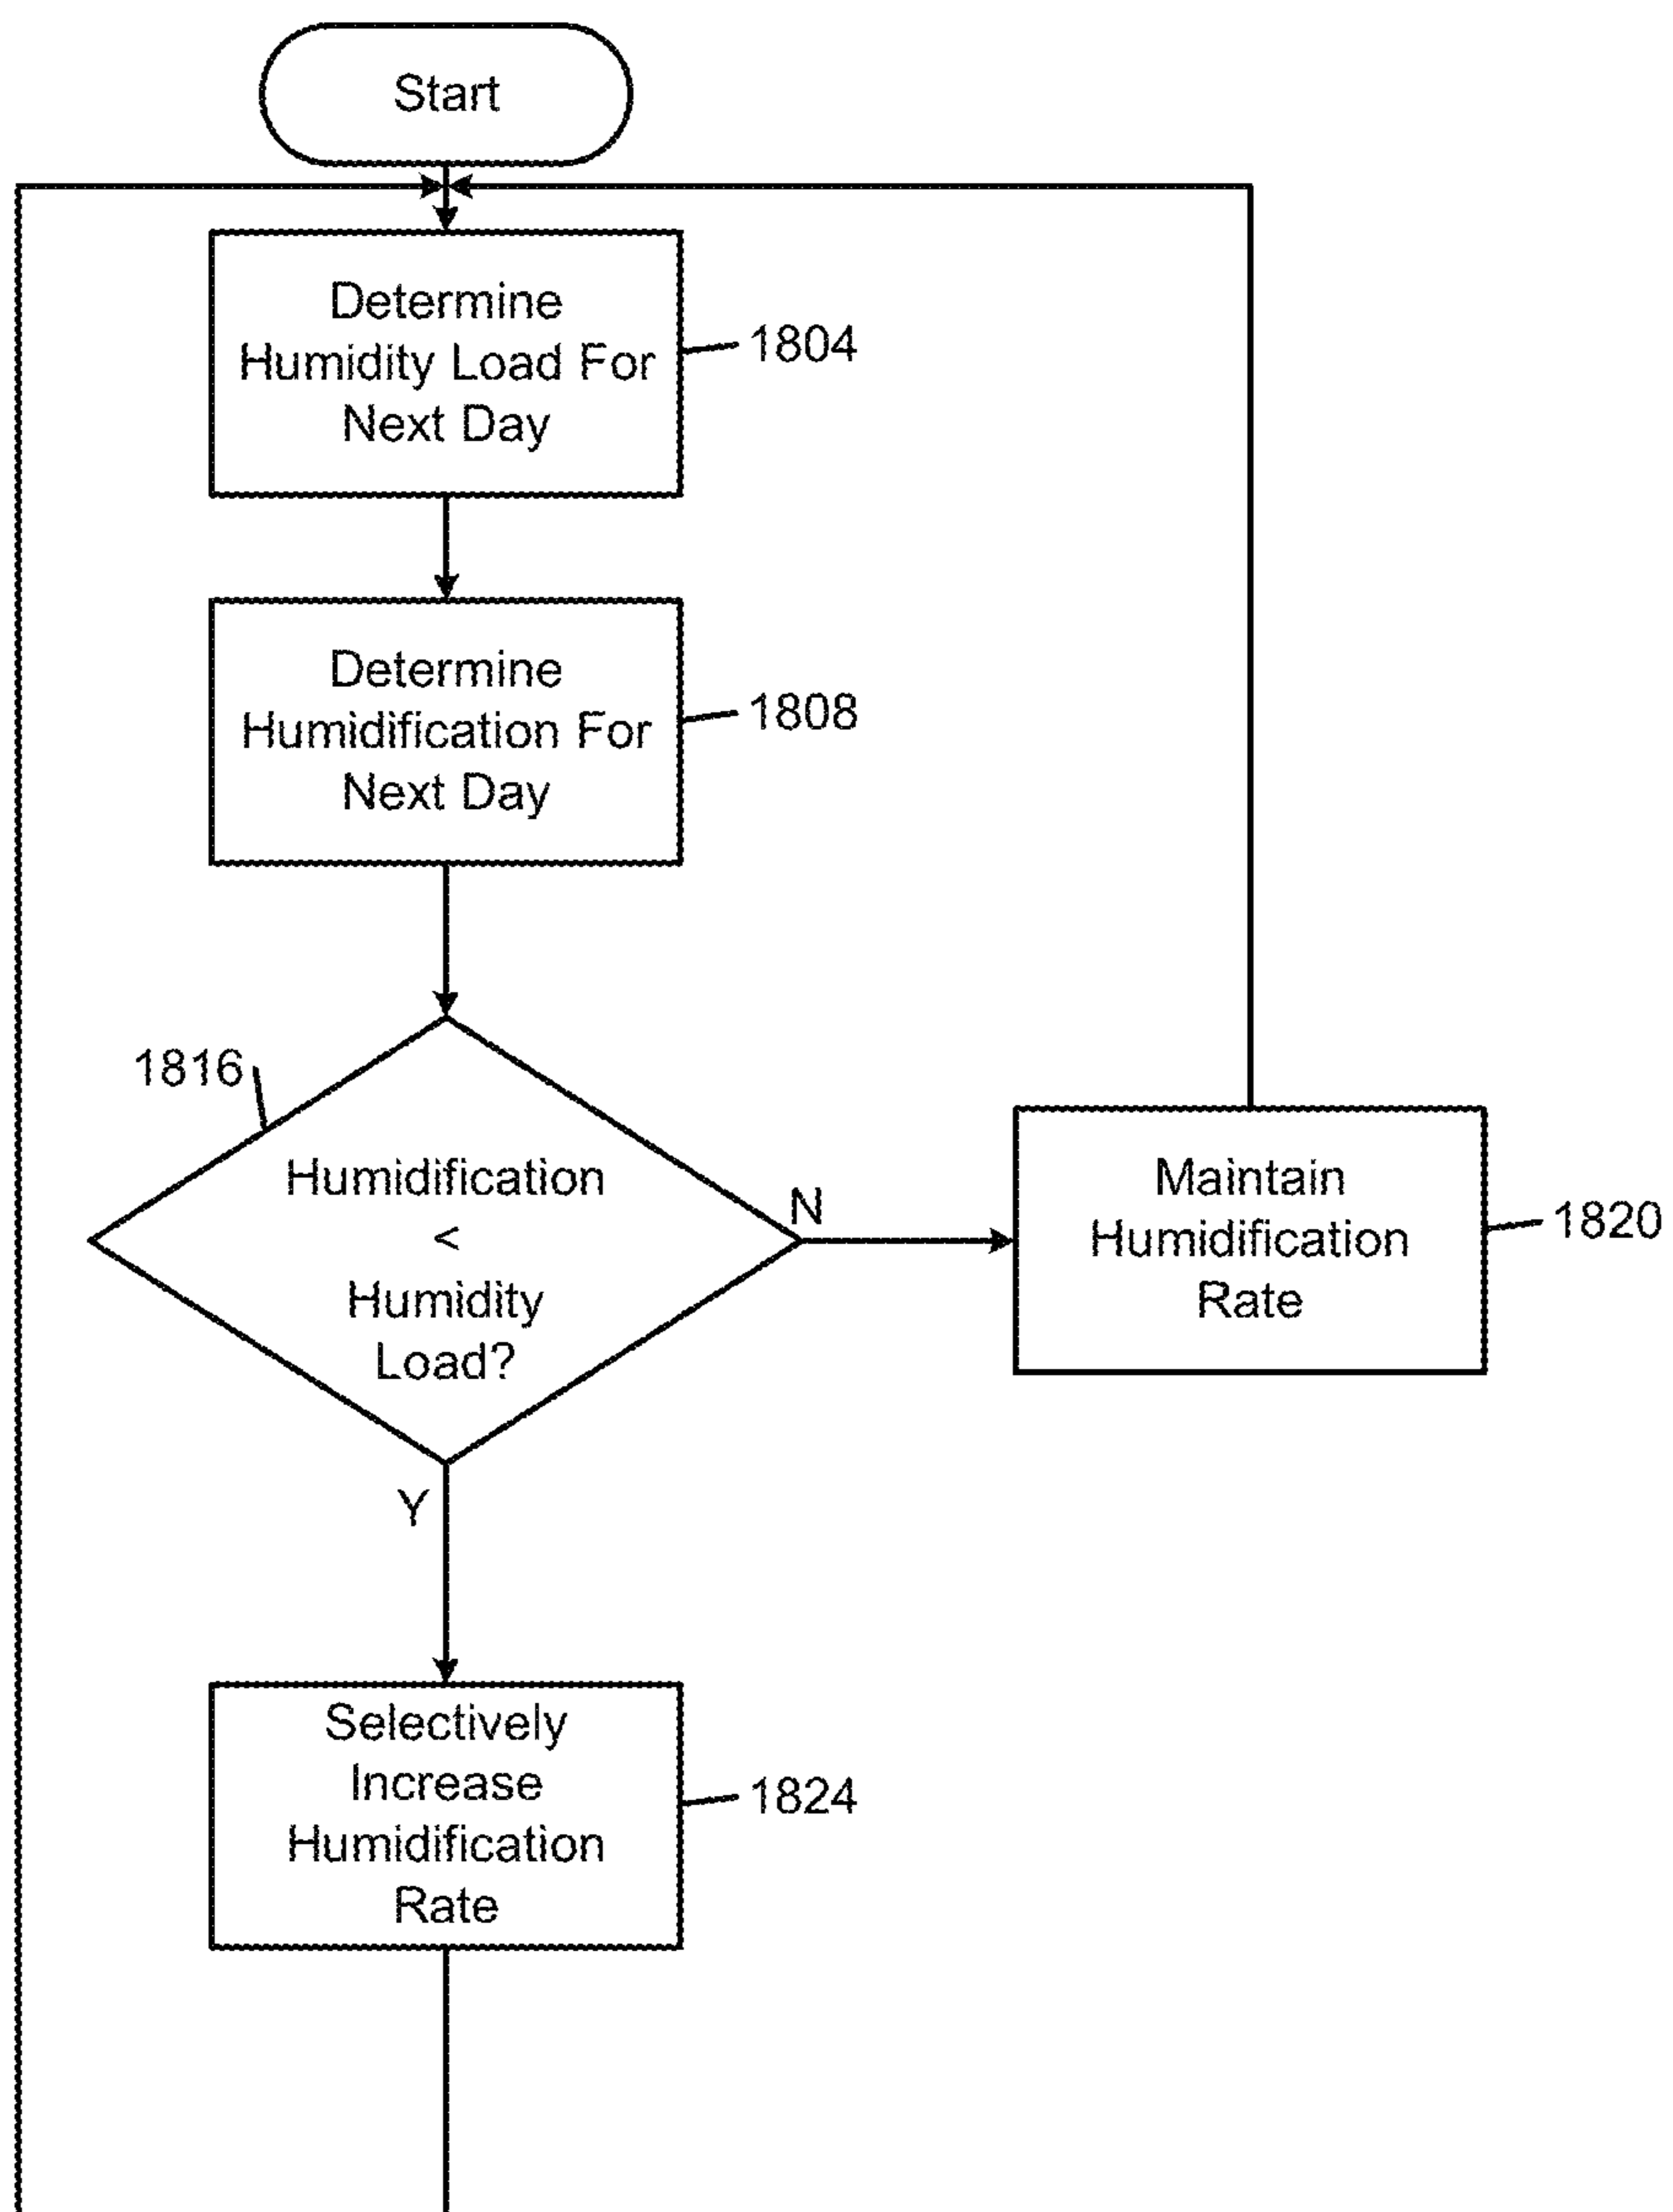 Start
Determine
Humidity Load For
Next Day
1804
Determine
Humidification For
Next Day
1808
1816
Humidification
<
Humidity
Load?
N
Maintain
Humidification
Rate
1820
Y
Selectively
Increase
Humidification
Rate
1824